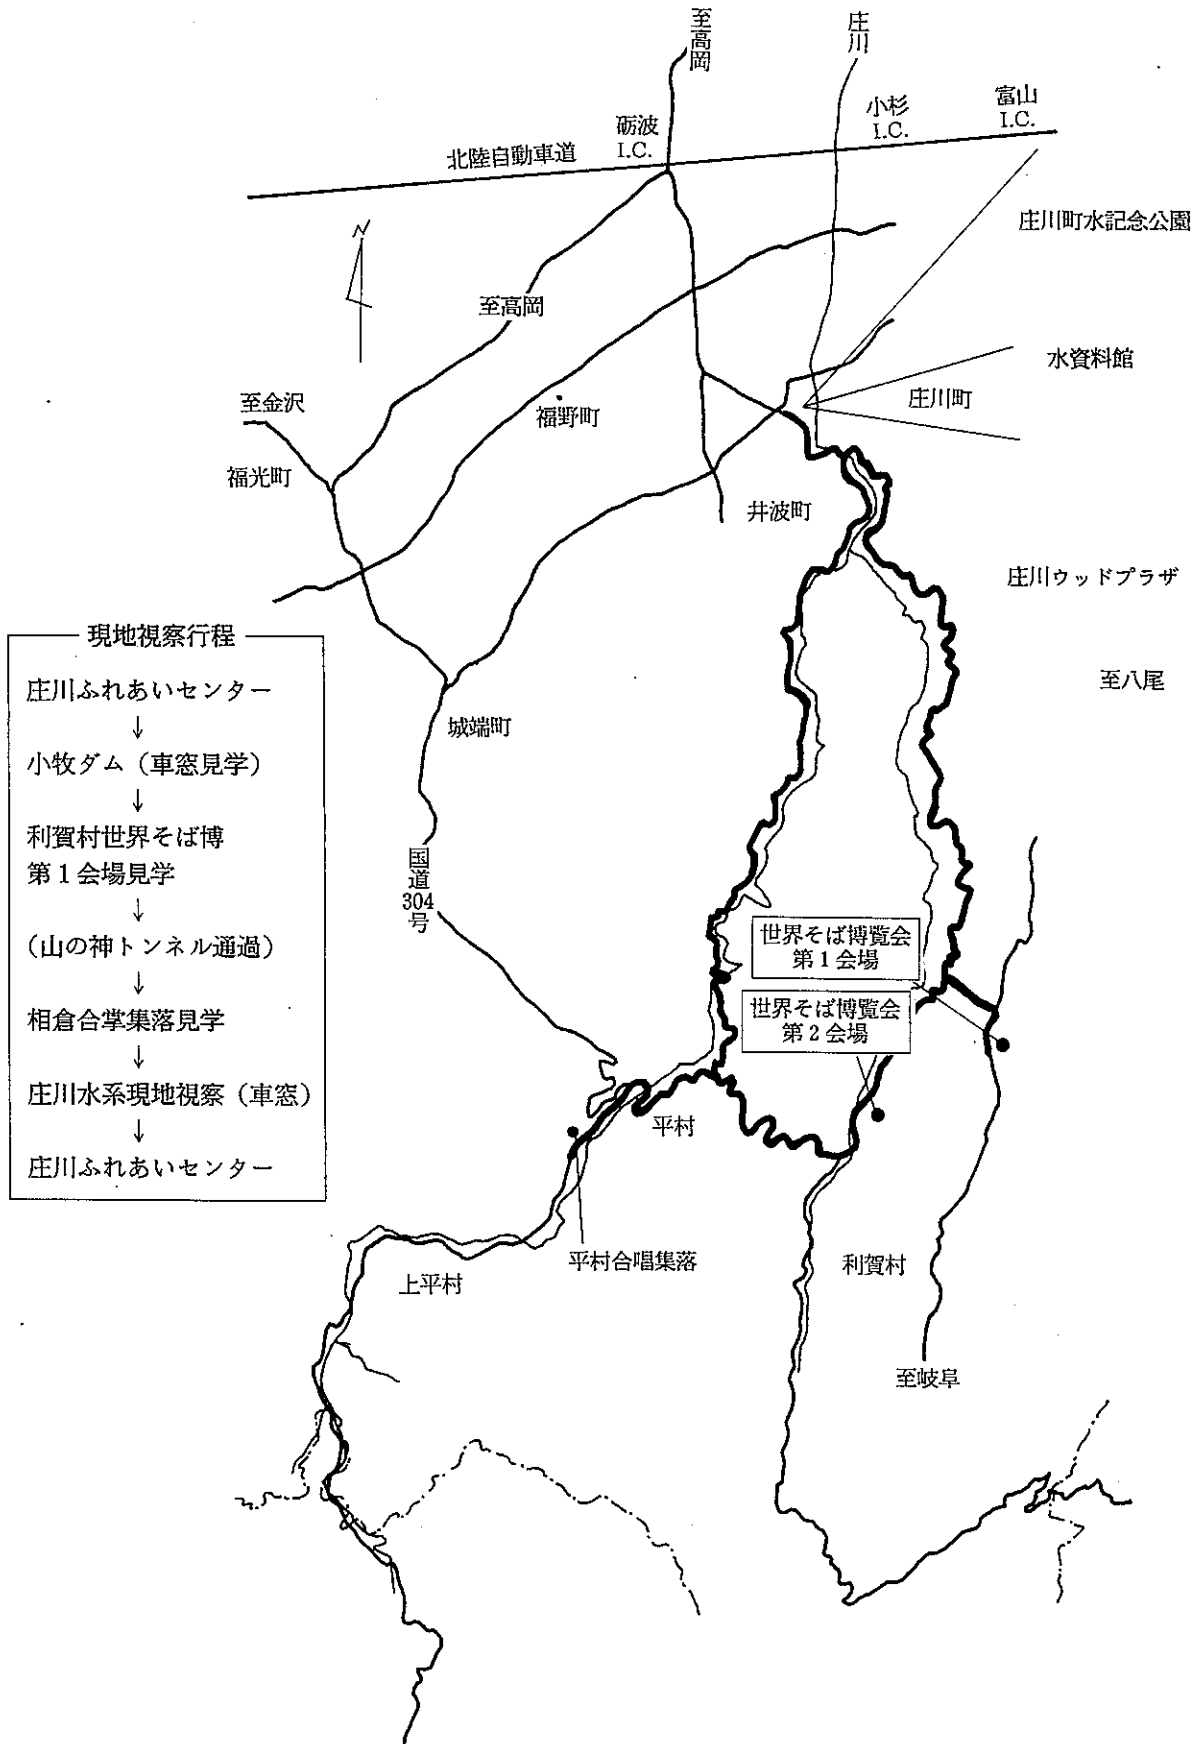 至高岡
庄川
富山
I.C.
小杉
I.C.
砺波
I.C.
北陸自動車道
N
庄川町水記念公園
至高岡
水資料館
庄川町
至金沢
福野町
福光町
井波町
庄川ウッドプラザ
現地視察行程
庄川ふれあいセンター
↓
小牧ダム（車窓見学）
↓
利賀村世界そば博
第1会場見学
↓
（山の神トンネル通過）
↓
相倉合掌集落見学
↓
庄川水系現地視察（車窓）
↓
庄川ふれあいセンター
至八尾
城端町
国道304号
世界そば博覧会
第1会場
世界そば博覧会
第2会場
平村
平村合唱集落
利賀村
上平村
至岐阜